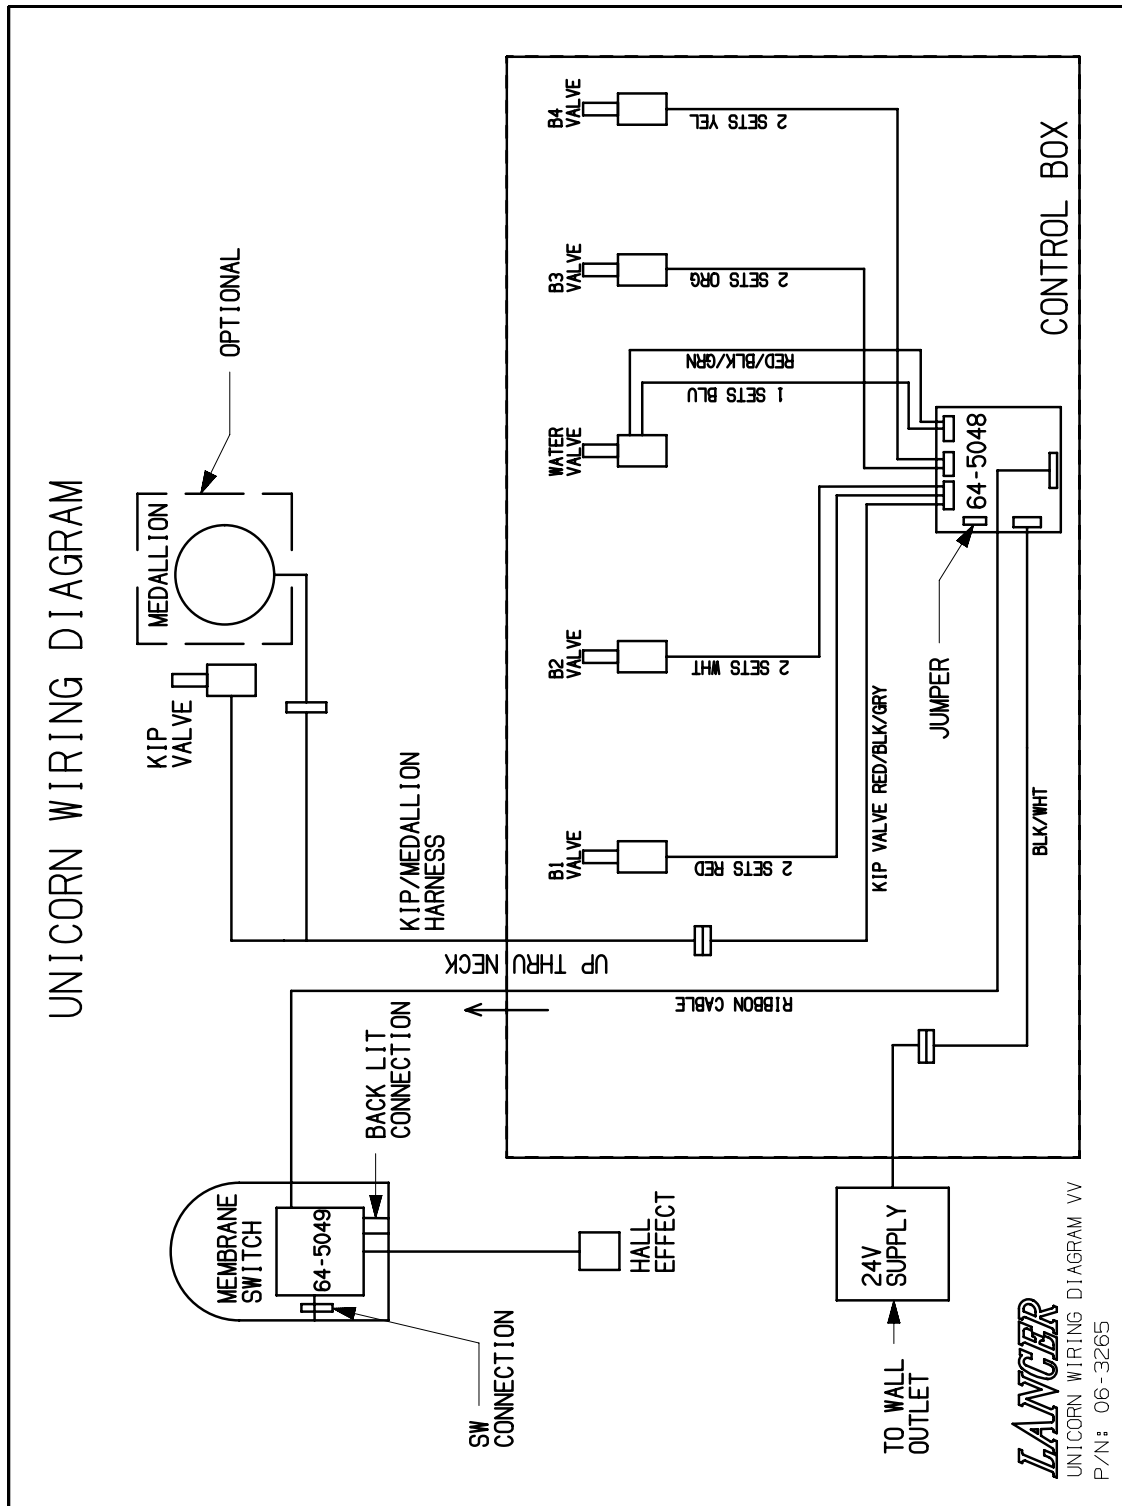 UNICORN WIRING DIAGRAM
OPTIONAL
MEDALLION
KIP
VALVE
KIP/MEDALLION
HARNESS
UP THRU NECK
MEMBRANE
SWITCH
64-5049
BACK LIT
CONNECTION
SW
CONNECTION
HALL
EFFECT
RIBBON CABLE
B1
VALVE
2 SETS RED
B2
VALVE
2 SETS WHT
WATER
VALVE
1 SETS BLU
RED/BLK/GRN
B3
VALVE
2 SETS ORG
B4
VALVE
2 SETS YEL
KIP VALVE RED/BLK/GRY
JUMPER
64-5048
BLK/WHT
CONTROL BOX
24V
SUPPLY
TO WALL
OUTLET
LANCER
UNICORN WIRING DIAGRAM VV
P/N: 06-3265